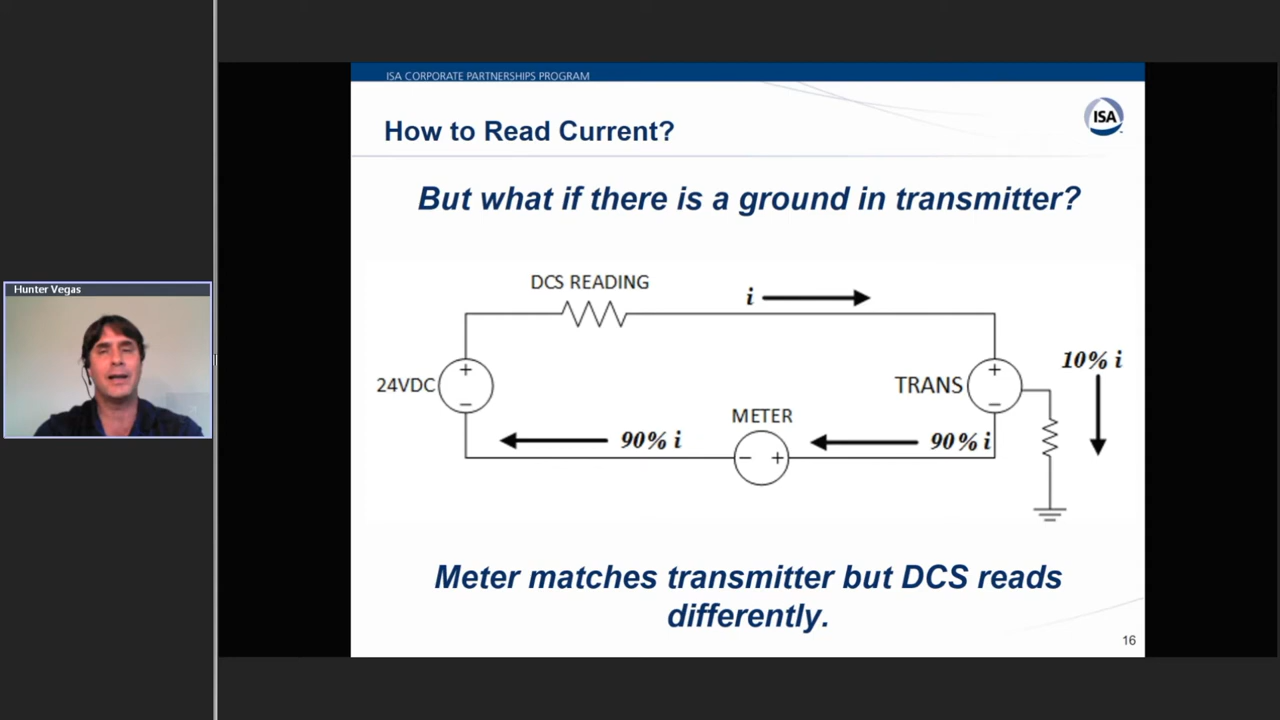 ISA CORPORATE PARTNERSHIPS PROGRAM
ISA
How to Read Current?
But what if there is a ground in transmitter?
Hunter Vegas
DCS READING
i
10% i
24VDC
+
−
TRANS
+
−
METER
90% i
− +
90% i
Meter matches transmitter but DCS reads
differently.
16